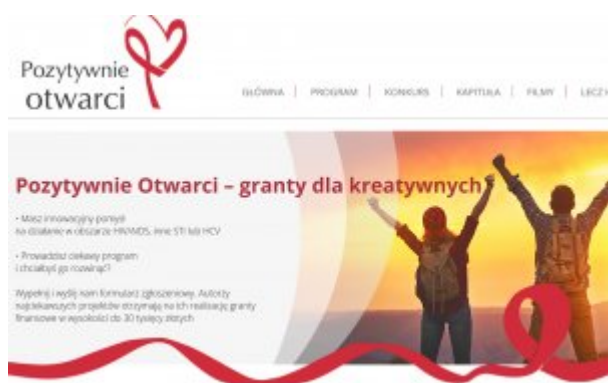 Pozytywnie
otwarci
GŁÓWNA | PROGRAM | KONKURS | KAPITUŁA | FILMY | LECZ
Pozytywnie Otwarci – granty dla kreatywnych
• Masz innowacyjny pomysł
na działanie w obszarze HIV/AIDS, inne STI lub HCV
• Prowadzisz ciekawy program
i chciałbyś go rozwinąć?
Wypełnij i wyślij nam formularz zgłoszeniowy. Autorzy
najciekawszych projektów otrzymają na ich realizację granty
finansowe w wysokości do 30 tysięcy złotych